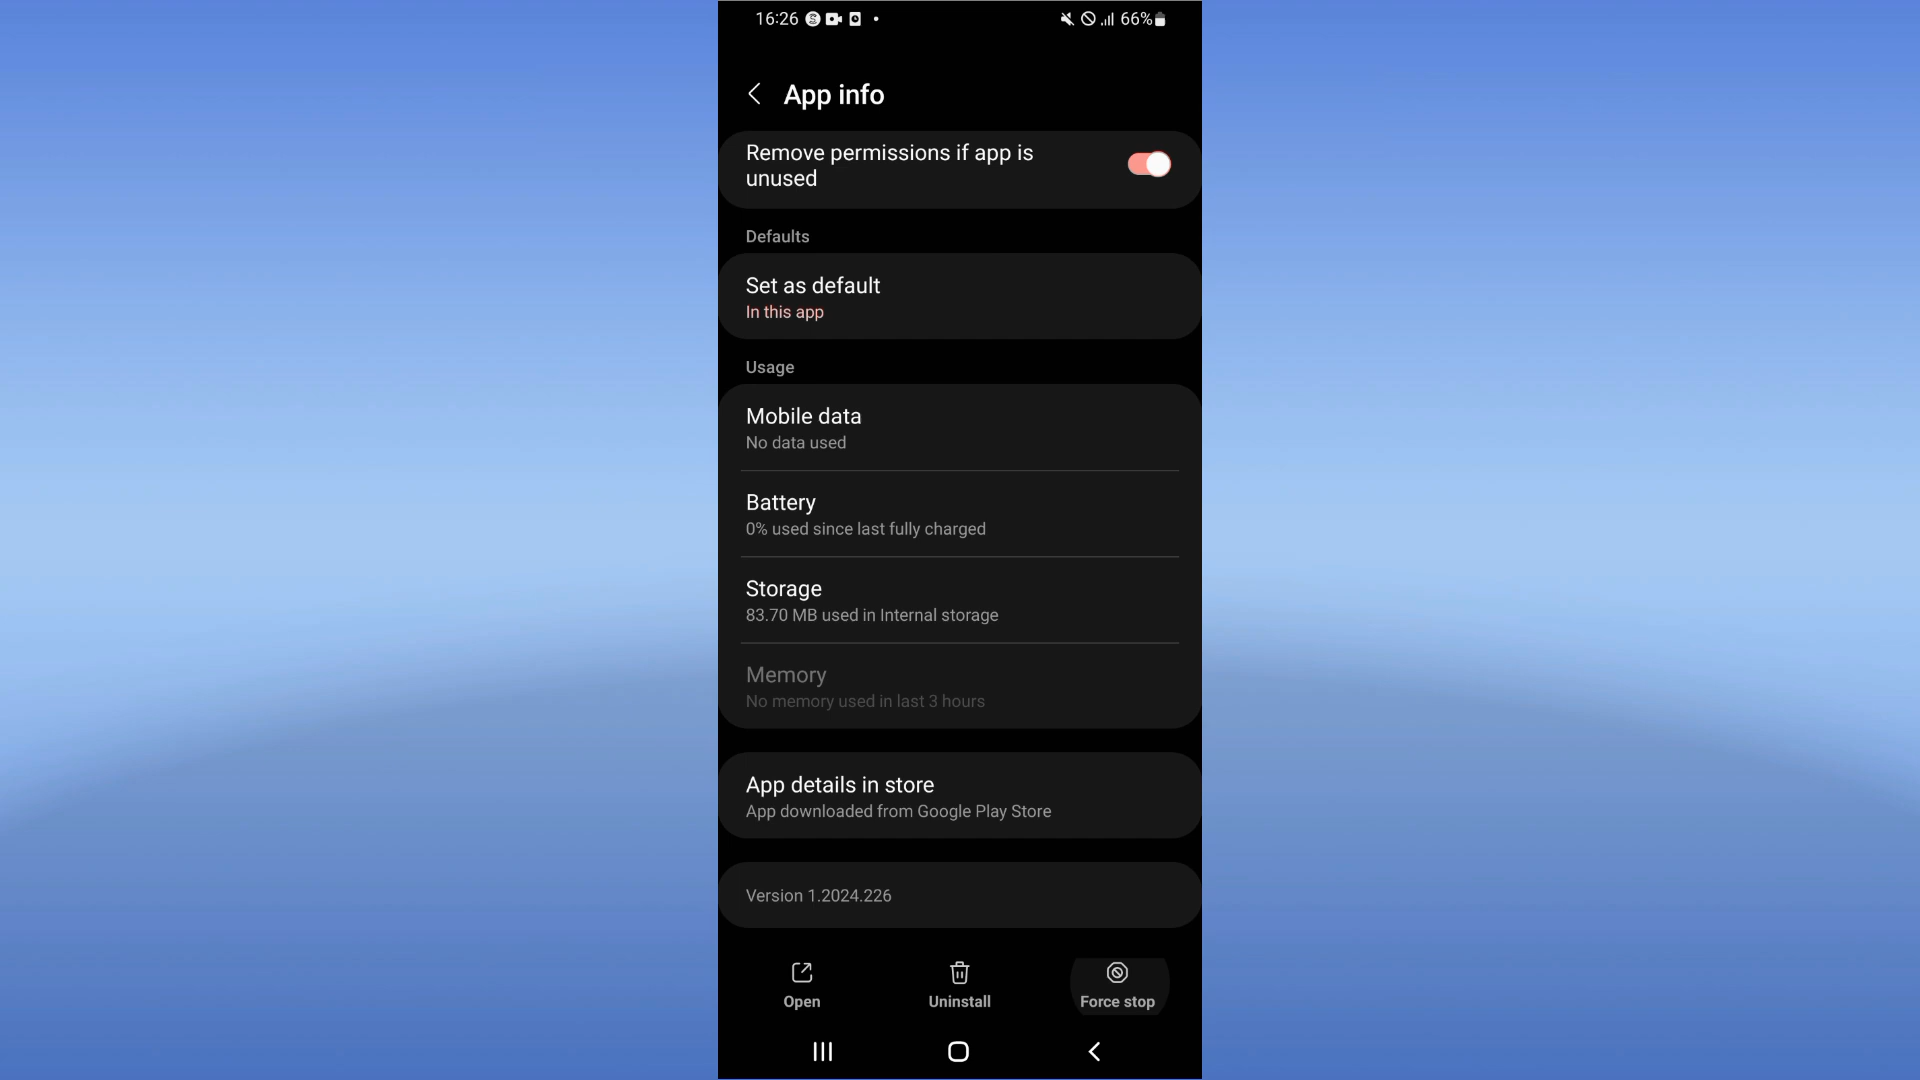 16:26 66%
App info
Remove permissions if app is
unused
Defaults
Set as default
In this app
Usage
Mobile data
No data used
Battery
0% used since last fully charged
Storage
83.70 MB used in Internal storage
Memory
No memory used in last 3 hours
App details in store
App downloaded from Google Play Store
Version 1.2024.226
Open Uninstall Force stop